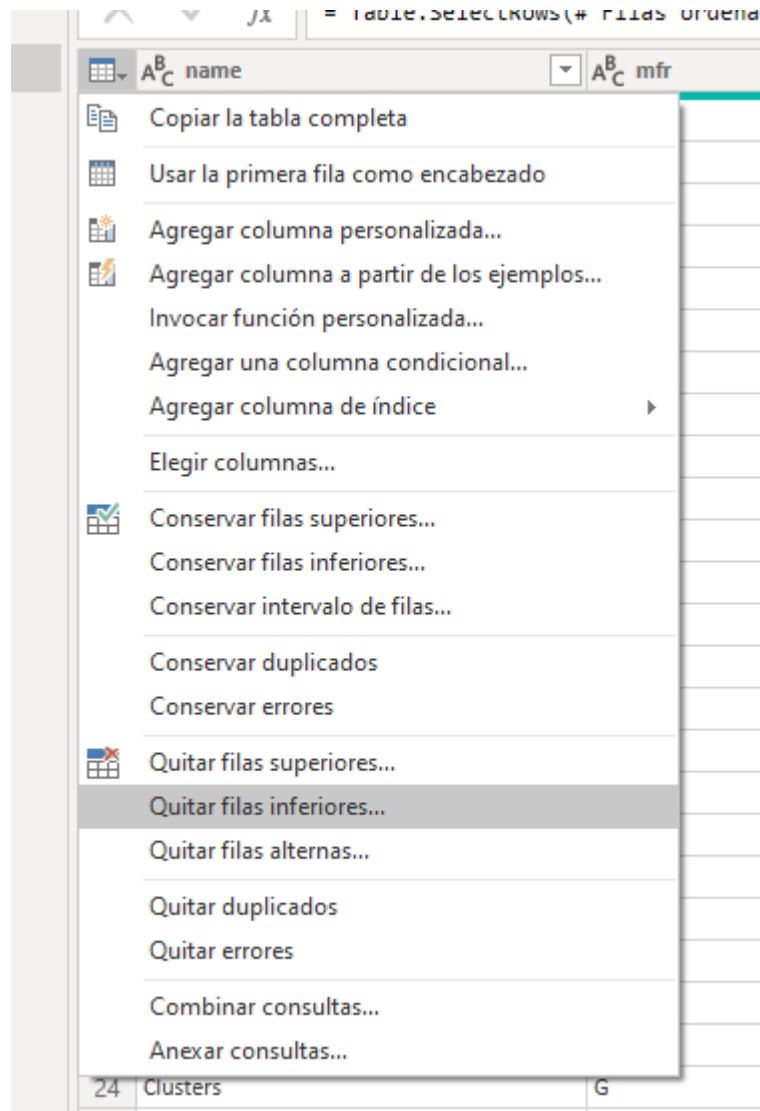 fx = Table.SelectRows(# Filas ordena
ABC name ABC mfr
Copiar la tabla completa
Usar la primera fila como encabezado
Agregar columna personalizada...
Agregar columna a partir de los ejemplos...
Invocar función personalizada...
Agregar una columna condicional...
Agregar columna de índice
Elegir columnas...
Conservar filas superiores...
Conservar filas inferiores...
Conservar intervalo de filas...
Conservar duplicados
Conservar errores
Quitar filas superiores...
Quitar filas inferiores...
Quitar filas alternas...
Quitar duplicados
Quitar errores
Combinar consultas...
Anexar consultas...
24 Clusters G